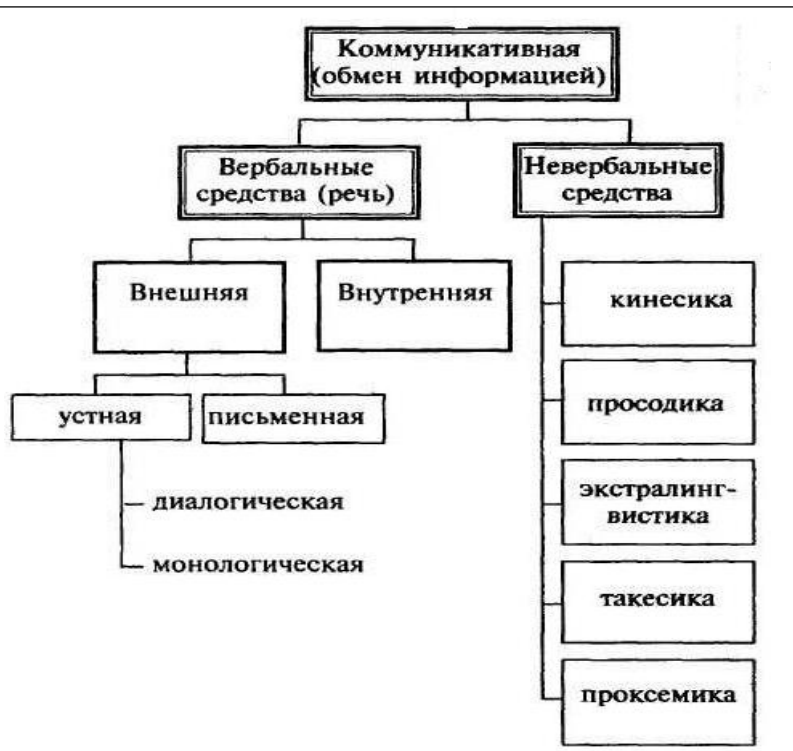 Коммуникативная
(обмен информацией)
Вербальные
средства (речь)
Невербальные
средства
Внешняя
Внутренняя
кинесика
устная
письменная
просодика
диалогическая
экстралинг-
вистика
монологическая
такесика
проксемика